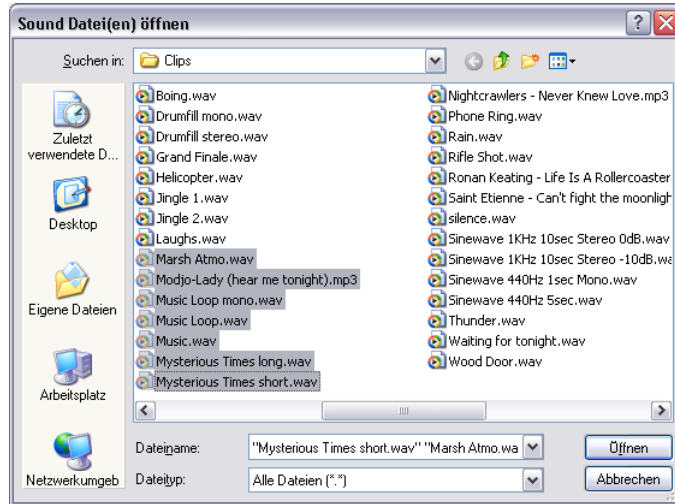 Sound Datei(en) öffnen
Suchen in:
Clips
Zuletzt
verwendete D...
Desktop
Eigene Dateien
Arbeitsplatz
Netzwerkumgeb
Boing.wav
Drumfill mono.wav
Drumfill stereo.wav
Grand Finale.wav
Helicopter.wav
Jingle 1.wav
Jingle 2.wav
Laughs.wav
Marsh Atmo.wav
Modjo-Lady (hear me tonight).mp3
Music Loop mono.wav
Music Loop.wav
Music.wav
Mysterious Times long.wav
Mysterious Times short.wav
Nightcrawlers - Never Knew Love.mp3
Phone Ring.wav
Rain.wav
Rifle Shot.wav
Ronan Keating - Life Is A Rollercoaster
Saint Etienne - Can't fight the moonligh
silence.wav
Sinewave 1KHz 10sec Stereo 0dB.wav
Sinewave 1KHz 10sec Stereo -10dB.wa
Sinewave 440Hz 1sec Mono.wav
Sinewave 440Hz 5sec.wav
Thunder.wav
Waiting for tonight.wav
Wood Door.wav
Dateiname:
"Mysterious Times short.wav" "Marsh Atmo.wa
Öffnen
Dateityp:
Alle Dateien (*.*)
Abbrechen